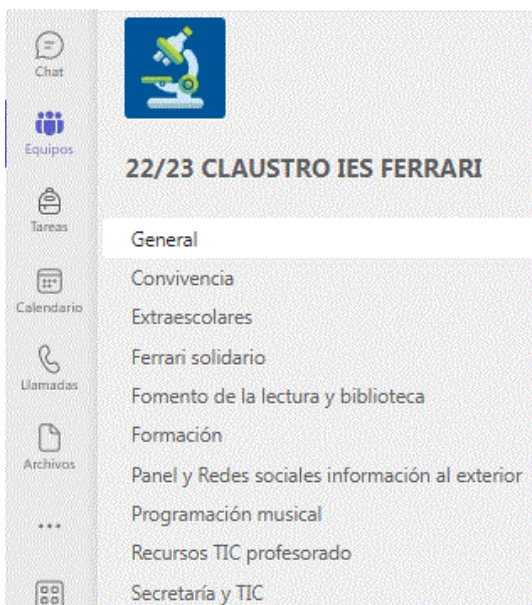 Chat
Equipos
Tareas
Calendario
Llamadas
Archivos
22/23 CLAUSTRO IES FERRARI
General
Convivencia
Extraescolares
Ferrari solidario
Fomento de la lectura y biblioteca
Formación
Panel y Redes sociales información al exterior
Programación musical
Recursos TIC profesorado
Secretaría y TIC